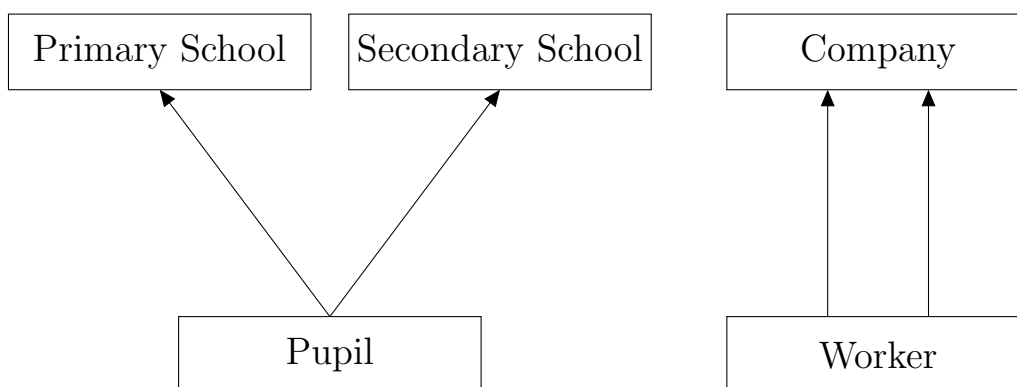 Primary School
Secondary School
Company
Pupil
Worker